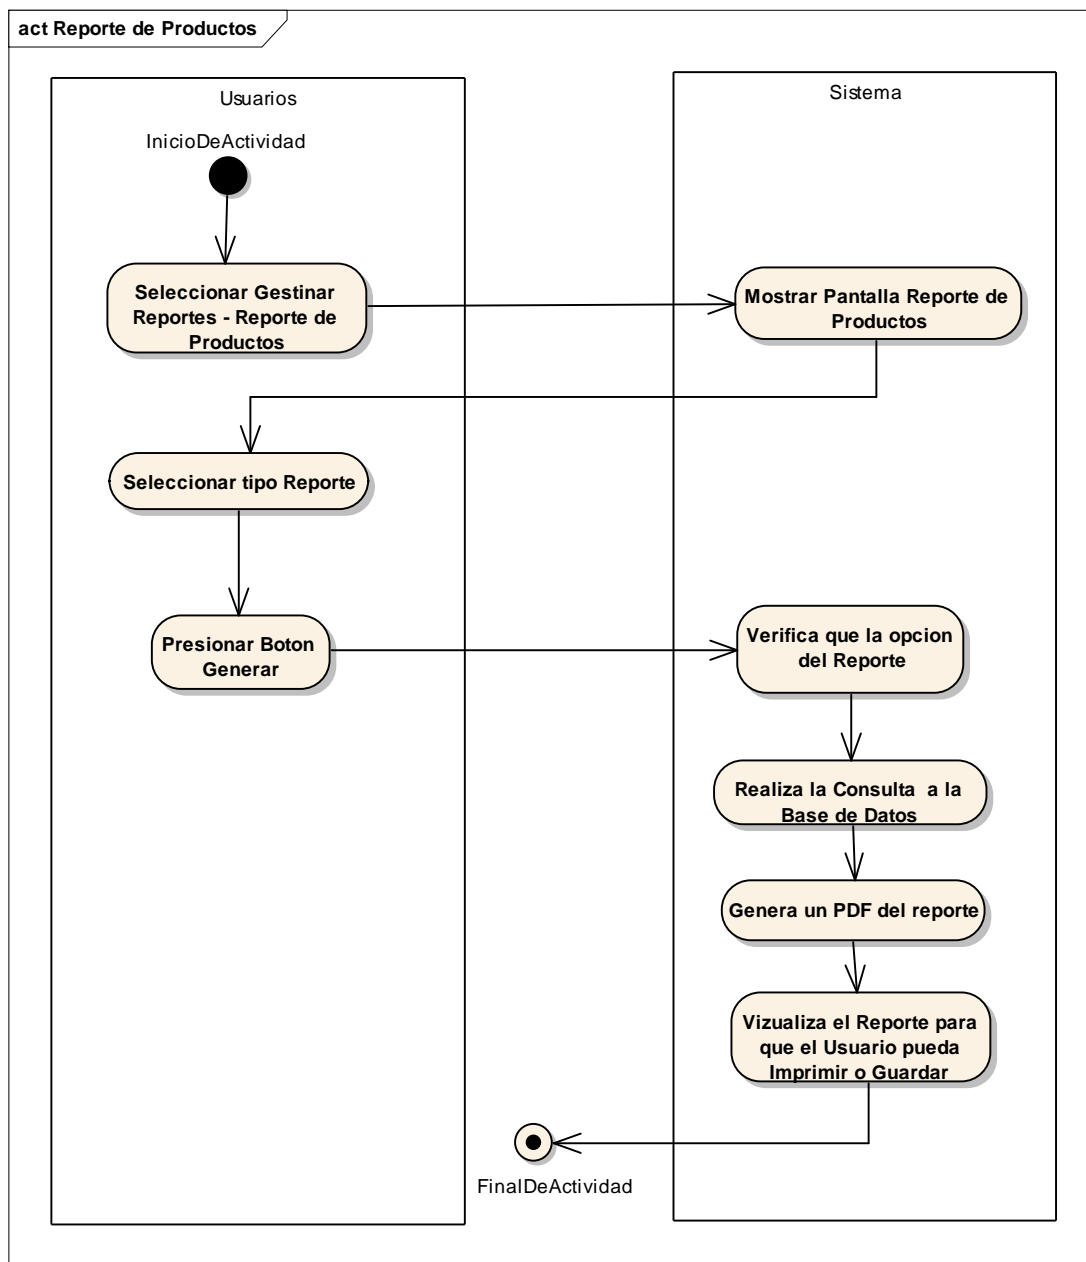 act Reporte de Productos
Usuarios
Sistema
InicioDeActividad
Seleccionar Gestinar
Reportes - Reporte de
Productos
Mostrar Pantalla Reporte de
Productos
Seleccionar tipo Reporte
Presionar Boton
Generar
Verifica que la opcion
del Reporte
Realiza la Consulta  a la
Base de Datos
Genera un PDF del reporte
Vizualiza el Reporte para
que el Usuario pueda
Imprimir o Guardar
FinalDeActividad